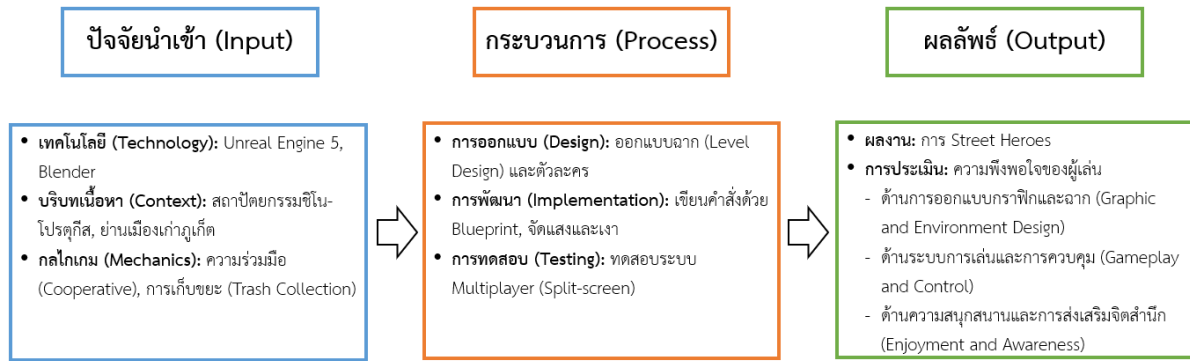 ปัจจัยนำเข้า (Input)
กระบวนการ (Process)
ผลลัพธ์ (Output)
• เทคโนโลยี (Technology): Unreal Engine 5,
Blender
• บริบทเนื้อหา (Context): สถาปัตยกรรมชิโน-
โปรตุกีส, ย่านเมืองเก่าภูเก็ต
• กลไกเกม (Mechanics): ความร่วมมือ
(Cooperative), การเก็บขยะ (Trash Collection)
• การออกแบบ (Design): ออกแบบฉาก (Level
Design) และตัวละคร
• การพัฒนา (Implementation): เขียนคำสั่งด้วย
Blueprint, จัดแสงและเงา
• การทดสอบ (Testing): ทดสอบระบบ
Multiplayer (Split-screen)
• ผลงาน: การ Street Heroes
• การประเมิน: ความพึงพอใจของผู้เล่น
- ด้านการออกแบบกราฟิกและฉาก (Graphic
and Environment Design)
- ด้านระบบการเล่นและการควบคุม (Gameplay
and Control)
- ด้านความสนุกสนานและการส่งเสริมจิตสำนึก
(Enjoyment and Awareness)